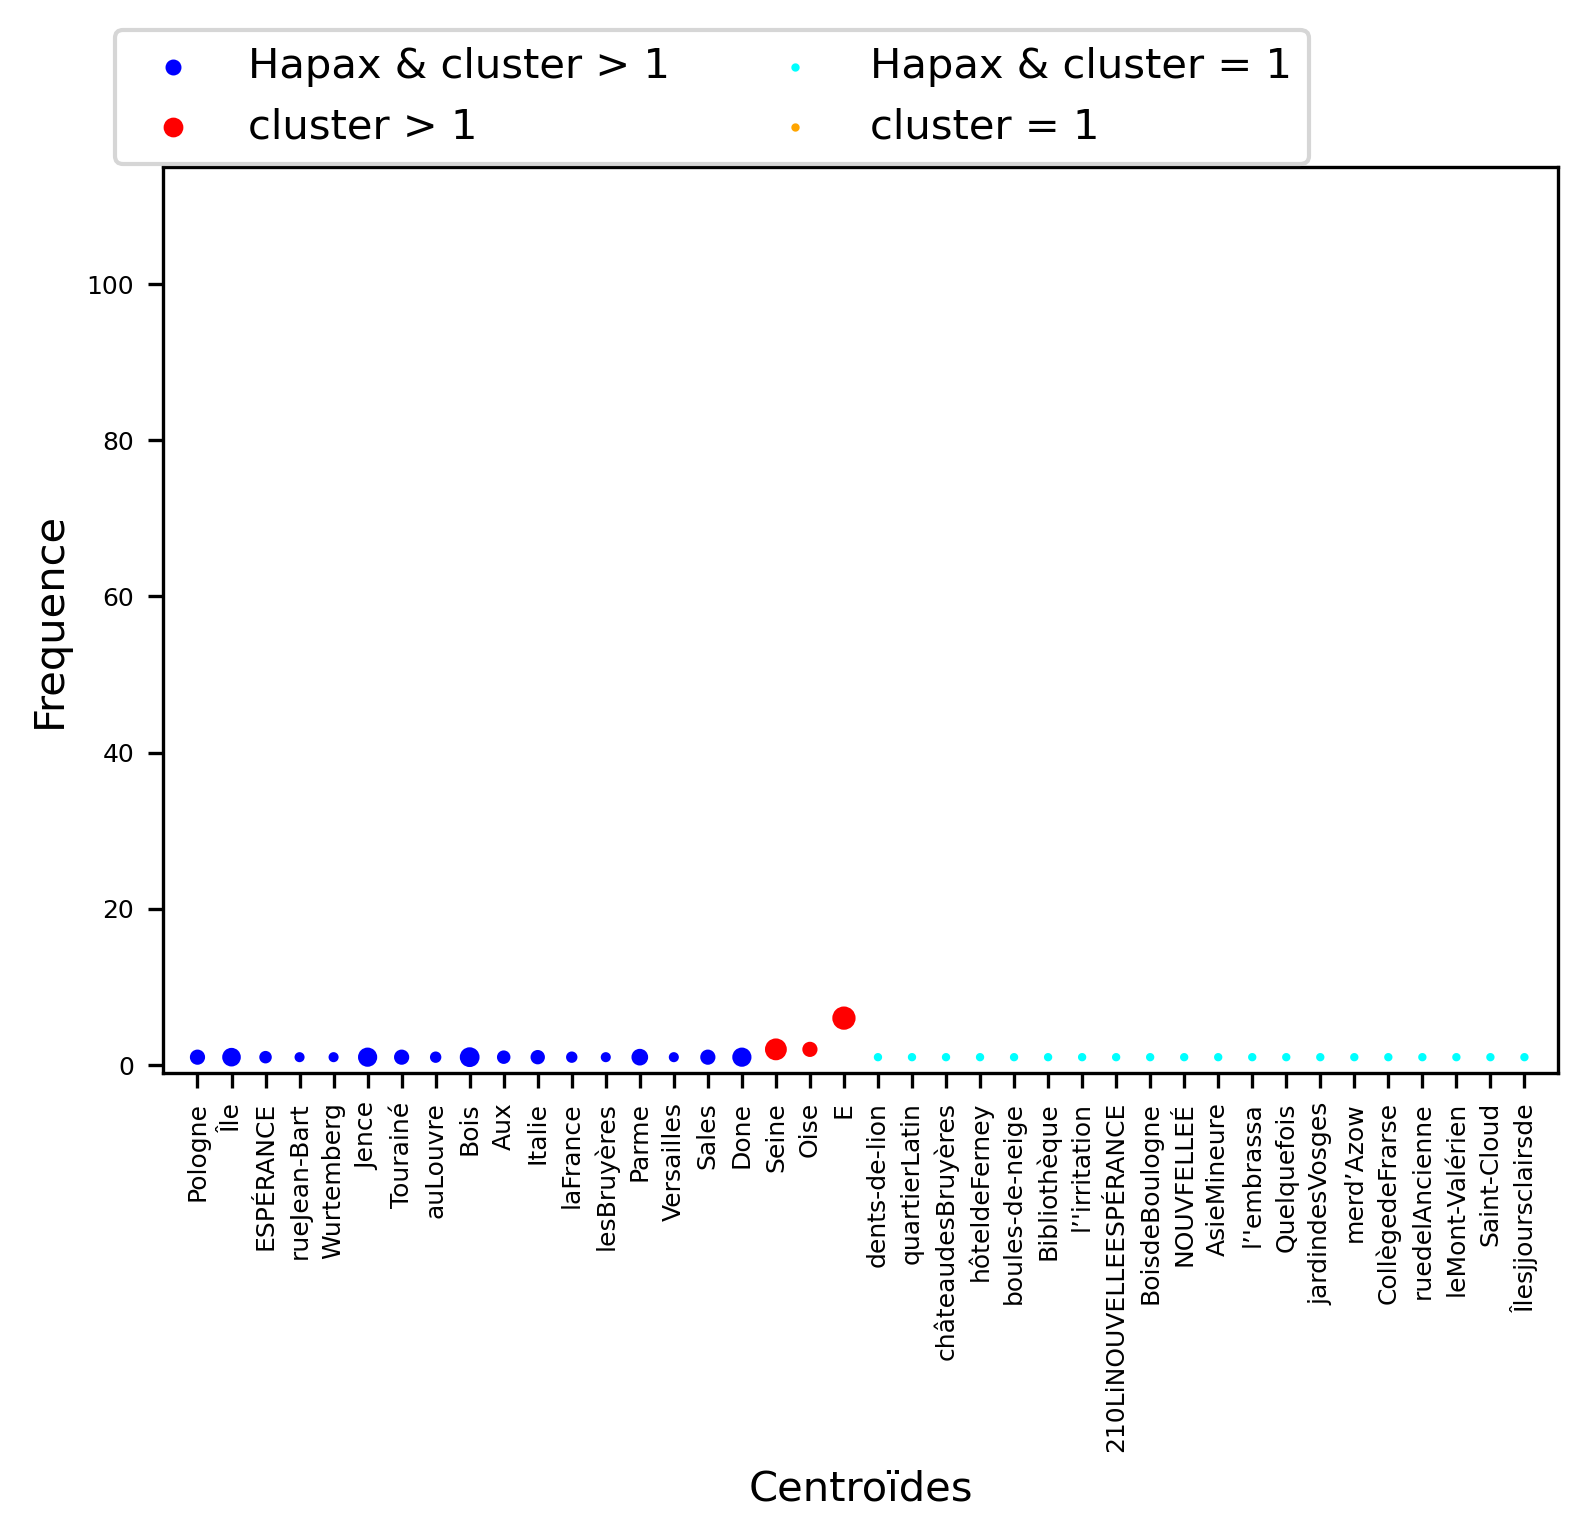 Hapax & cluster > 1
Hapax & cluster = 1
cluster > 1
cluster = 1
Frequence
100
80
60
40
20
0
Pologne
Île
ESPÉRANCE
rueJean-Bart
Wurtemberg
Jence
Tourainé
auLouvre
Bois
Aux
Italie
laFrance
lesBruyères
Parme
Versailles
Sales
Done
Seine
Oise
E
dents-de-lion
quartierLatin
châteaudesBruyères
hôteldeFerney
boules-de-neige
Bibliothèque
l’'irritation
210LiNOUVELLEESPÉRANCE
BoisdeBoulogne
NOUVFELLEÉ
AsieMineure
l’'embrassa
Quelquefois
jardindesVosges
merd’Azow
CollègedeFrarse
ruedelAncienne
leMont-Valérien
Saint-Cloud
Îlesjjoursclairsde
Centroïdes